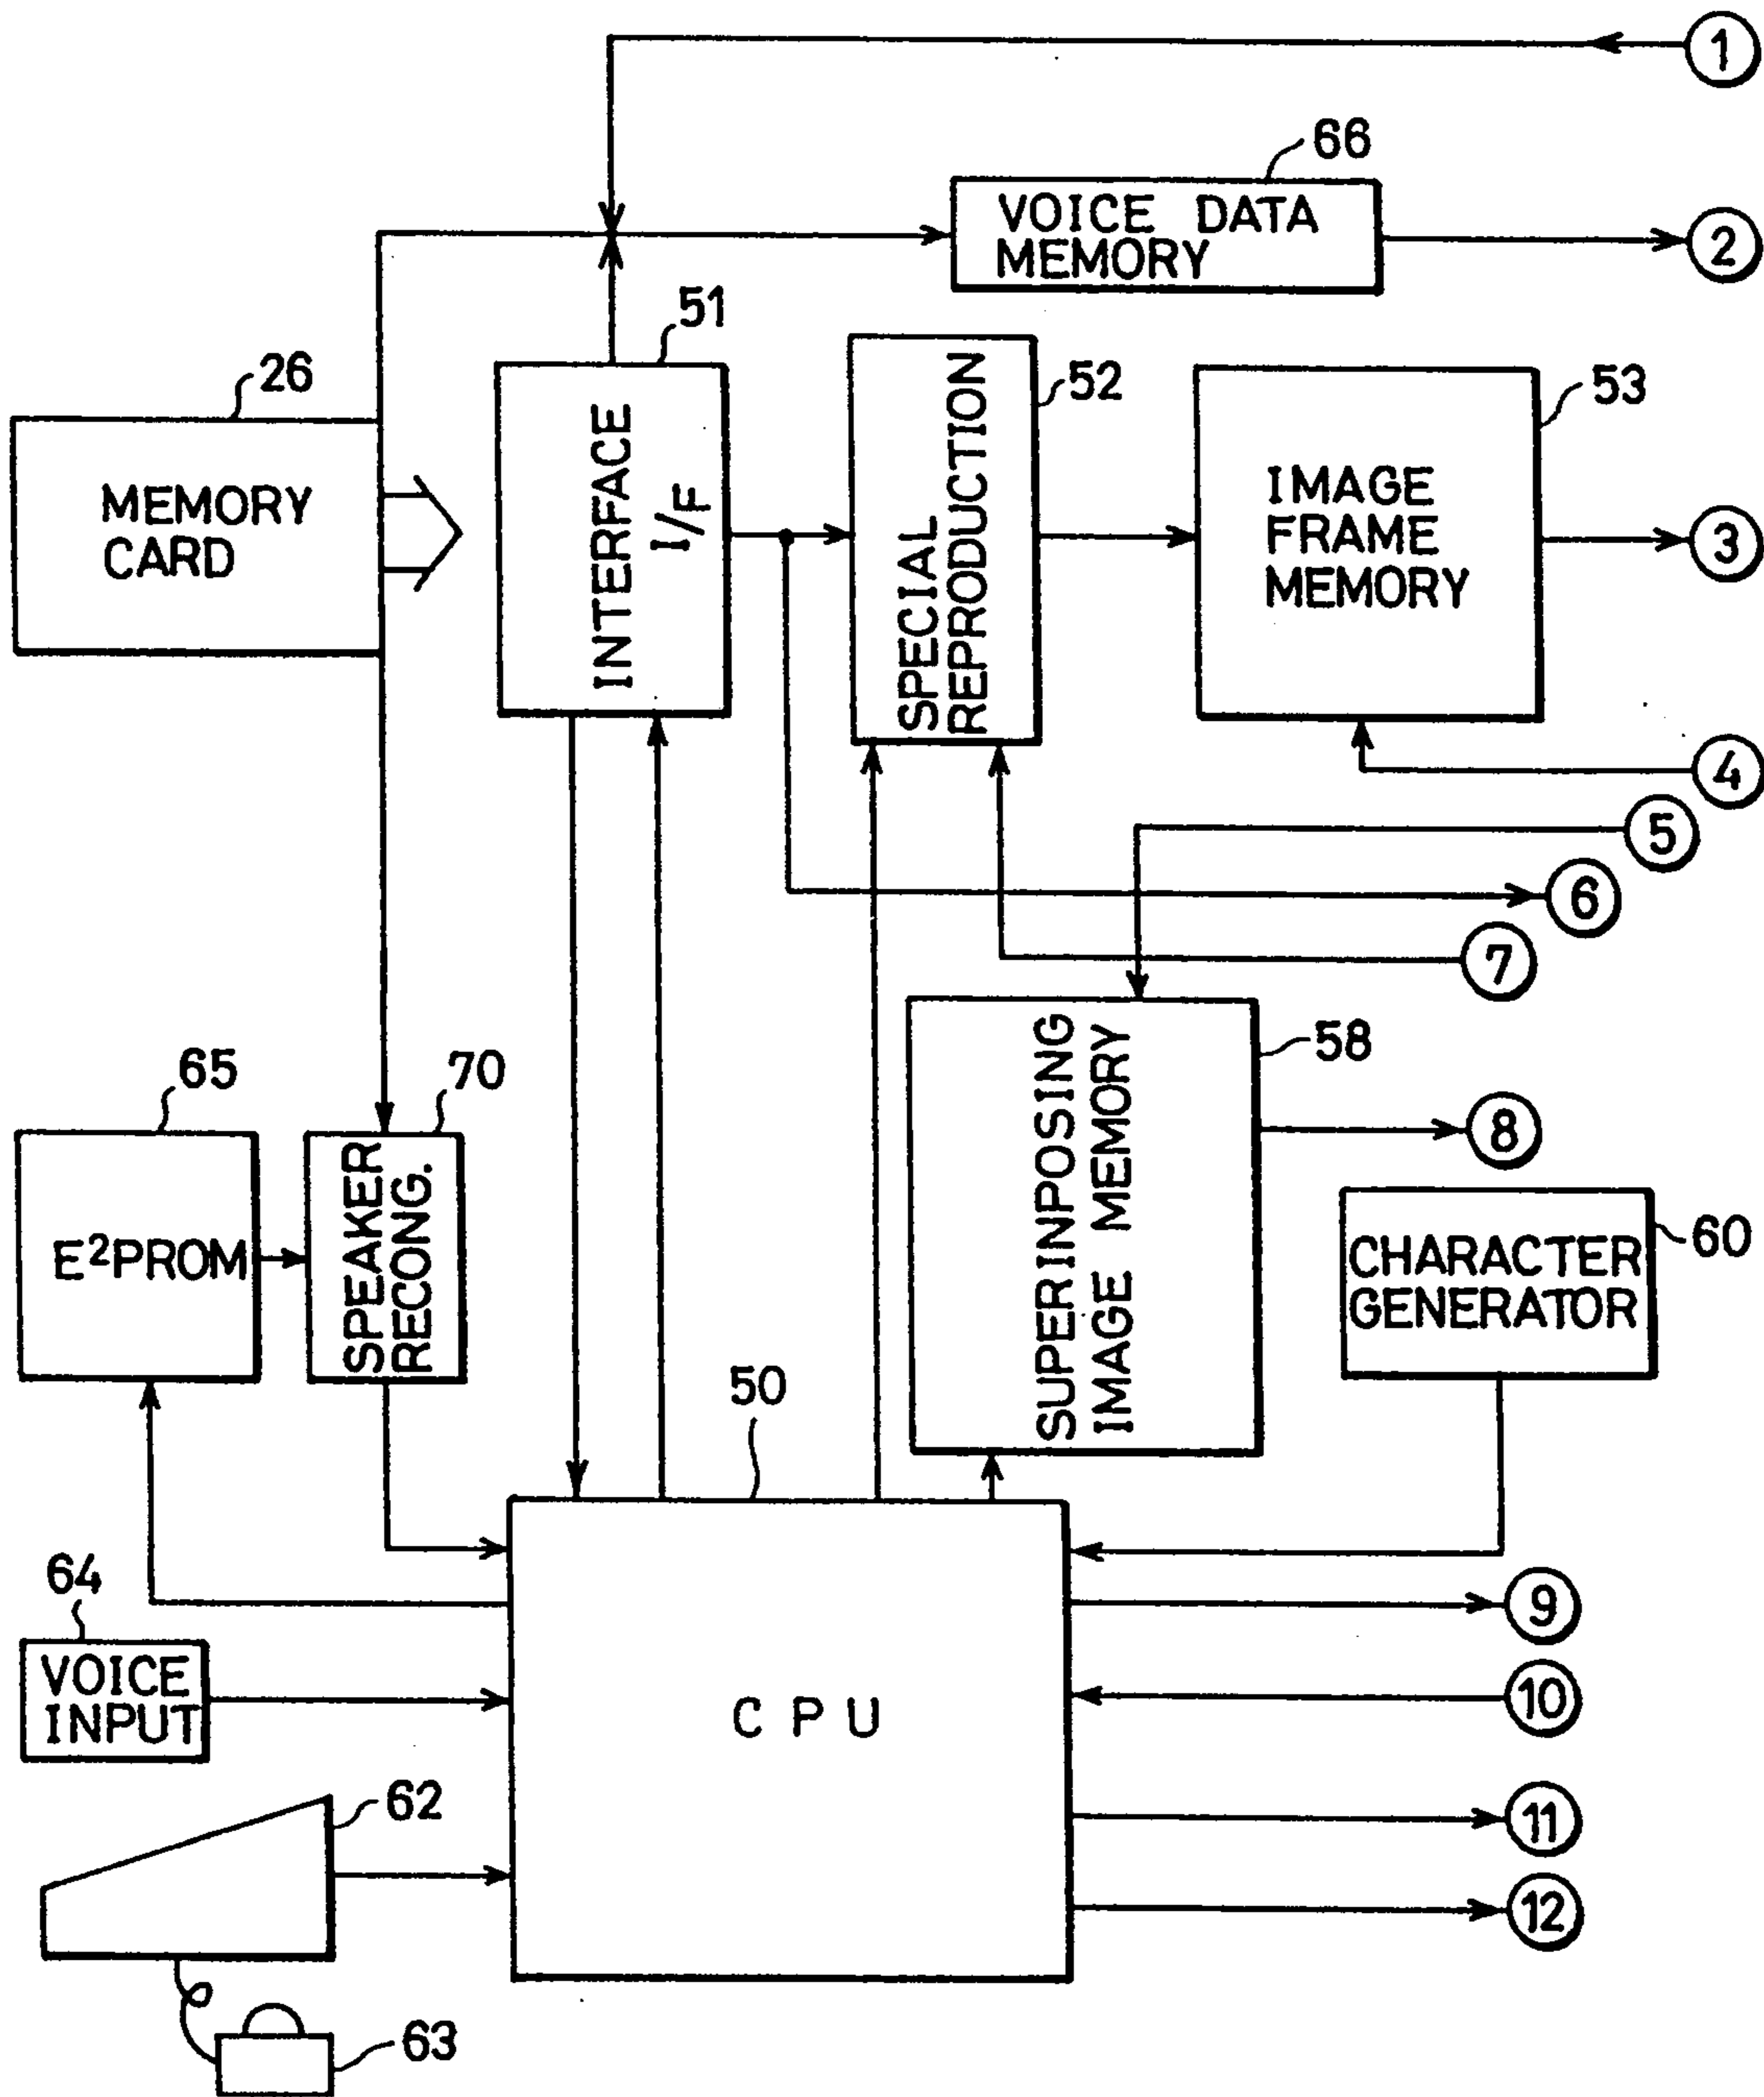 1
66
VOICE DATA
MEMORY
2
51
26
52
53
MEMORY
CARD
INTERFACE
I/F
SPECIAL
REPRODUCTION
IMAGE
FRAME
MEMORY
3
4
5
6
7
65
70
58
E²PROM
SPEAKER
RECONG.
SUPERINPOSING
IMAGE MEMORY
8
60
CHARACTER
GENERATOR
50
64
VOICE
INPUT
CPU
9
10
62
11
12
63